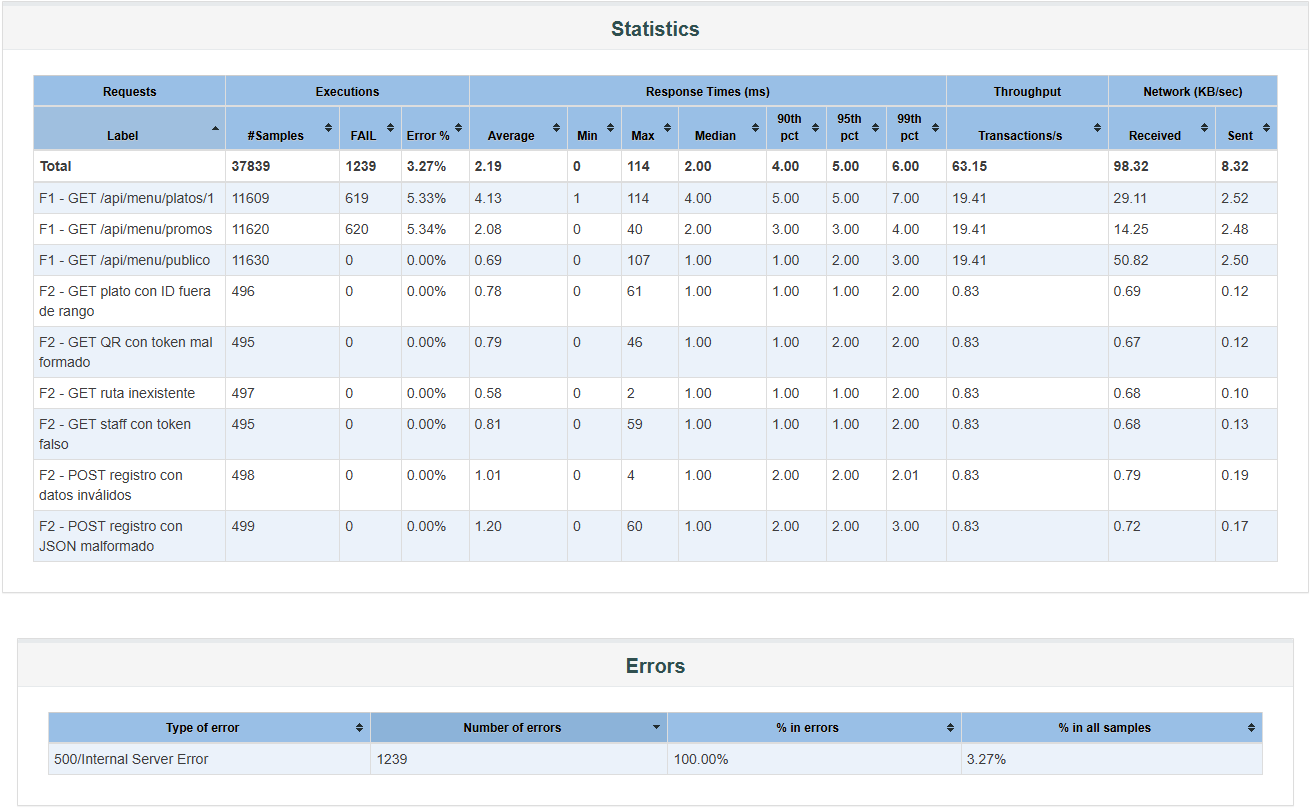 Statistics
Requests Executions Response Times (ms) Throughput Network (KB/sec)
Label #Samples FAIL Error % Average Min Max Median 90th pct 95th pct 99th pct Transactions/s Received Sent
Total 37839 1239 3.27% 2.19 0 114 2.00 4.00 5.00 6.00 63.15 98.32 8.32
F1 - GET /api/menu/platos/1 11609 619 5.33% 4.13 1 114 4.00 5.00 5.00 7.00 19.41 29.11 2.52
F1 - GET /api/menu/promos 11620 620 5.34% 2.08 0 40 2.00 3.00 3.00 4.00 19.41 14.25 2.48
F1 - GET /api/menu/publico 11630 0 0.00% 0.69 0 107 1.00 1.00 2.00 3.00 19.41 50.82 2.50
F2 - GET plato con ID fuera 496 0 0.00% 0.78 0 61 1.00 1.00 1.00 2.00 0.83 0.69 0.12
de rango
F2 - GET QR con token mal 495 0 0.00% 0.79 0 46 1.00 1.00 2.00 2.00 0.83 0.67 0.12
formado
F2 - GET ruta inexistente 497 0 0.00% 0.58 0 2 1.00 1.00 1.00 2.00 0.83 0.68 0.10
F2 - GET staff con token 495 0 0.00% 0.81 0 59 1.00 1.00 1.00 2.00 0.83 0.68 0.13
falso
F2 - POST registro con 498 0 0.00% 1.01 0 4 1.00 2.00 2.00 2.01 0.83 0.79 0.19
datos inválidos
F2 - POST registro con 499 0 0.00% 1.20 0 60 1.00 2.00 2.00 3.00 0.83 0.72 0.17
JSON malformado
Errors
Type of error Number of errors % in errors % in all samples
500/Internal Server Error 1239 100.00% 3.27%